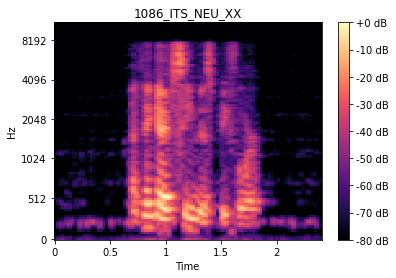 1086_ITS_NEU_XX
+0 dB
8192
-10 dB
4096
-20 dB
-30 dB
2048
-40 dB
Hz
1024
-50 dB
512
-60 dB
-70 dB
0
-80 dB
0 0.5 1 1.5 2
Time